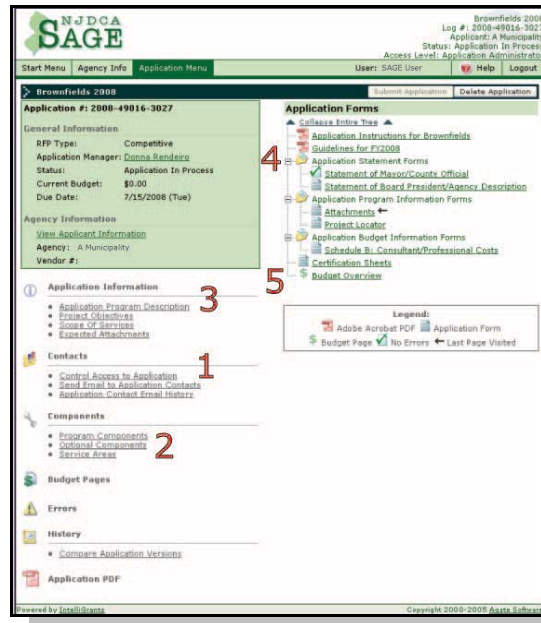 NJDCA
SAGE
Brownfields 2008
Log #: 2008-49016-3027
Applicant: A Municipality
Status: Application In Process
Access Level: Application Administrator
Start Menu Agency Info Application Menu User: SAGE User Help Logout
Brownfields 2008 Submit Application Delete Application
Application #: 2008-49016-3027
General Information
RFP Type: Competitive
Application Manager: Donna Rendeiro
Status: Application In Process
Current Budget: $0.00
Due Date: 7/15/2008 (Tue)
Agency Information
View Applicant Information
Agency: A Municipality
Vendor #:
Application Information
3
Application Program Description
Project Objectives
Scope Of Services
Expected Attachments
Contacts
1
Control Access to Application
Send Email to Application Contacts
Application Contact Email History
Components
2
Program Components
Optional Components
Service Areas
Budget Pages
Errors
History
Compare Application Versions
Application PDF
Application Forms
Collapse Entire Tree
Application Instructions for Brownfields
Guidelines for FY2008
4
Application Statement Forms
Statement of Mayor/County Official
Statement of Board President/Agency Description
Application Program Information Forms
Attachments
Project Locator
Application Budget Information Forms
Schedule B: Consultant/Professional Costs
Certification Sheets
5
Budget Overview
Legend:
Adobe Acrobat PDF Application Form
Budget Page No Errors Last Page Visited
Powered by IntelliGrants Copyright 2000-2005 Agate Software